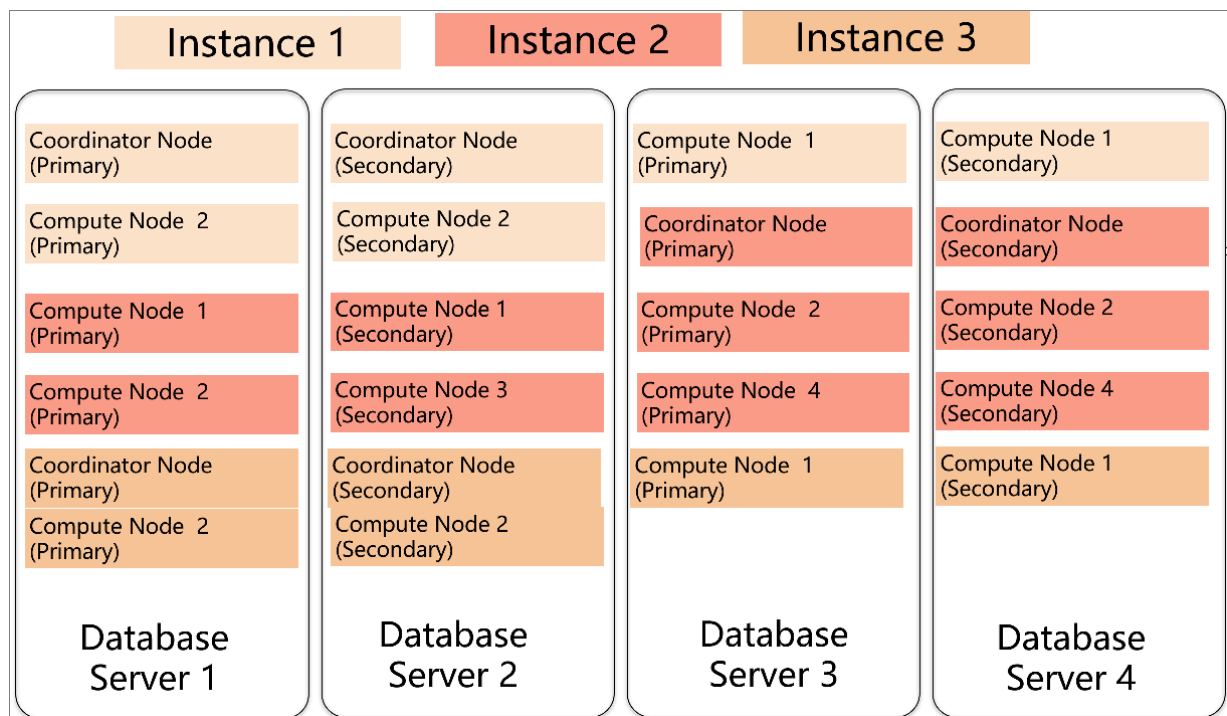 Instance 1
Instance 2
Instance 3
Coordinator Node
(Primary)
Compute Node 2
(Primary)
Compute Node 1
(Primary)
Compute Node 2
(Primary)
Coordinator Node
(Primary)
Compute Node 2
(Primary)
Database
Server 1
Coordinator Node
(Secondary)
Compute Node 2
(Secondary)
Compute Node 1
(Secondary)
Compute Node 3
(Secondary)
Coordinator Node
(Secondary)
Compute Node 2
(Secondary)
Database
Server 2
Compute Node 1
(Primary)
Coordinator Node
(Primary)
Compute Node 2
(Primary)
Compute Node 4
(Primary)
Compute Node 1
(Primary)
Database
Server 3
Compute Node 1
(Secondary)
Coordinator Node
(Secondary)
Compute Node 2
(Secondary)
Compute Node 4
(Secondary)
Compute Node 1
(Secondary)
Database
Server 4